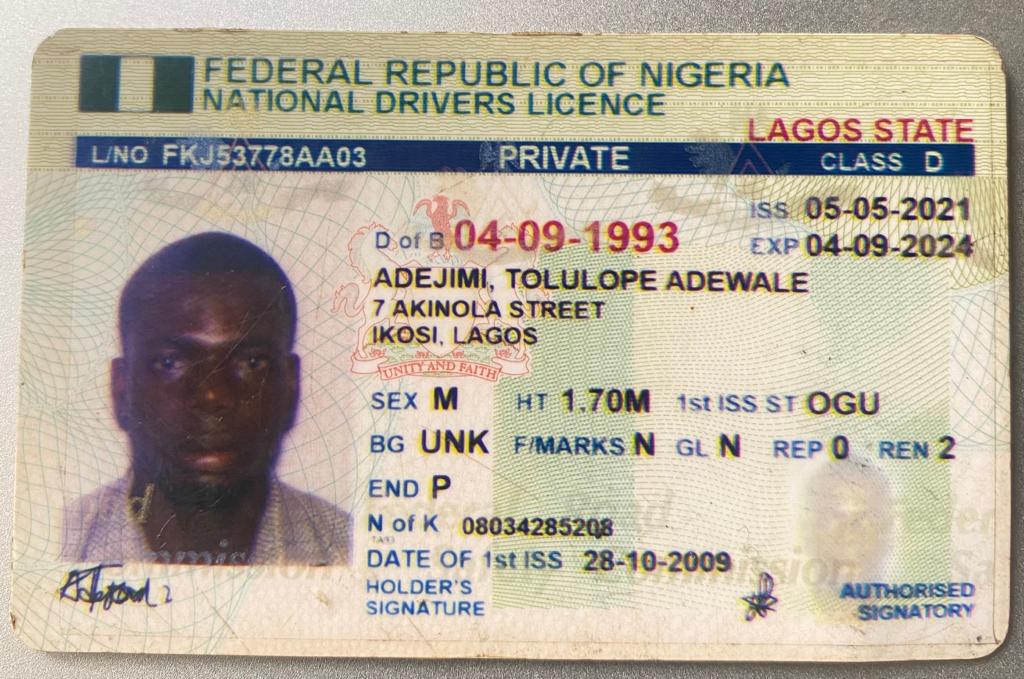 FEDERAL REPUBLIC OF NIGERIA
NATIONAL DRIVERS LICENCE
LAGOS STATE
L/NO FKJ53778AA03 PRIVATE CLASS D
ISS 05-05-2021
D of B 04-09-1993 EXP 04-09-2024
ADEJIMI, TOLULOPE ADEWALE
7 AKINOLA STREET
IKOSI, LAGOS
UNITY AND FAITH
SEX M HT 1.70M 1st ISS ST OGU
BG UNK F/MARKS N GL N REP 0 REN 2
END P
N of K 08034285208
DATE OF 1st ISS 28-10-2009
HOLDER'S
SIGNATURE
AUTHORISED
SIGNATORY